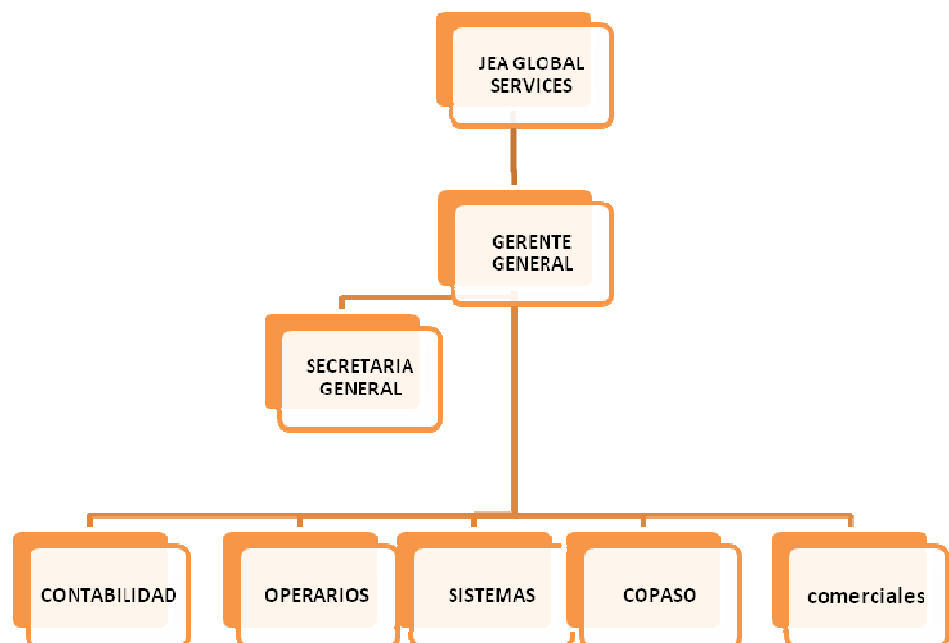 JEA GLOBAL
SERVICES
GERENTE
GENERAL
SECRETARIA
GENERAL
CONTABILIDAD
OPERARIOS
SISTEMAS
COPASO
comerciales